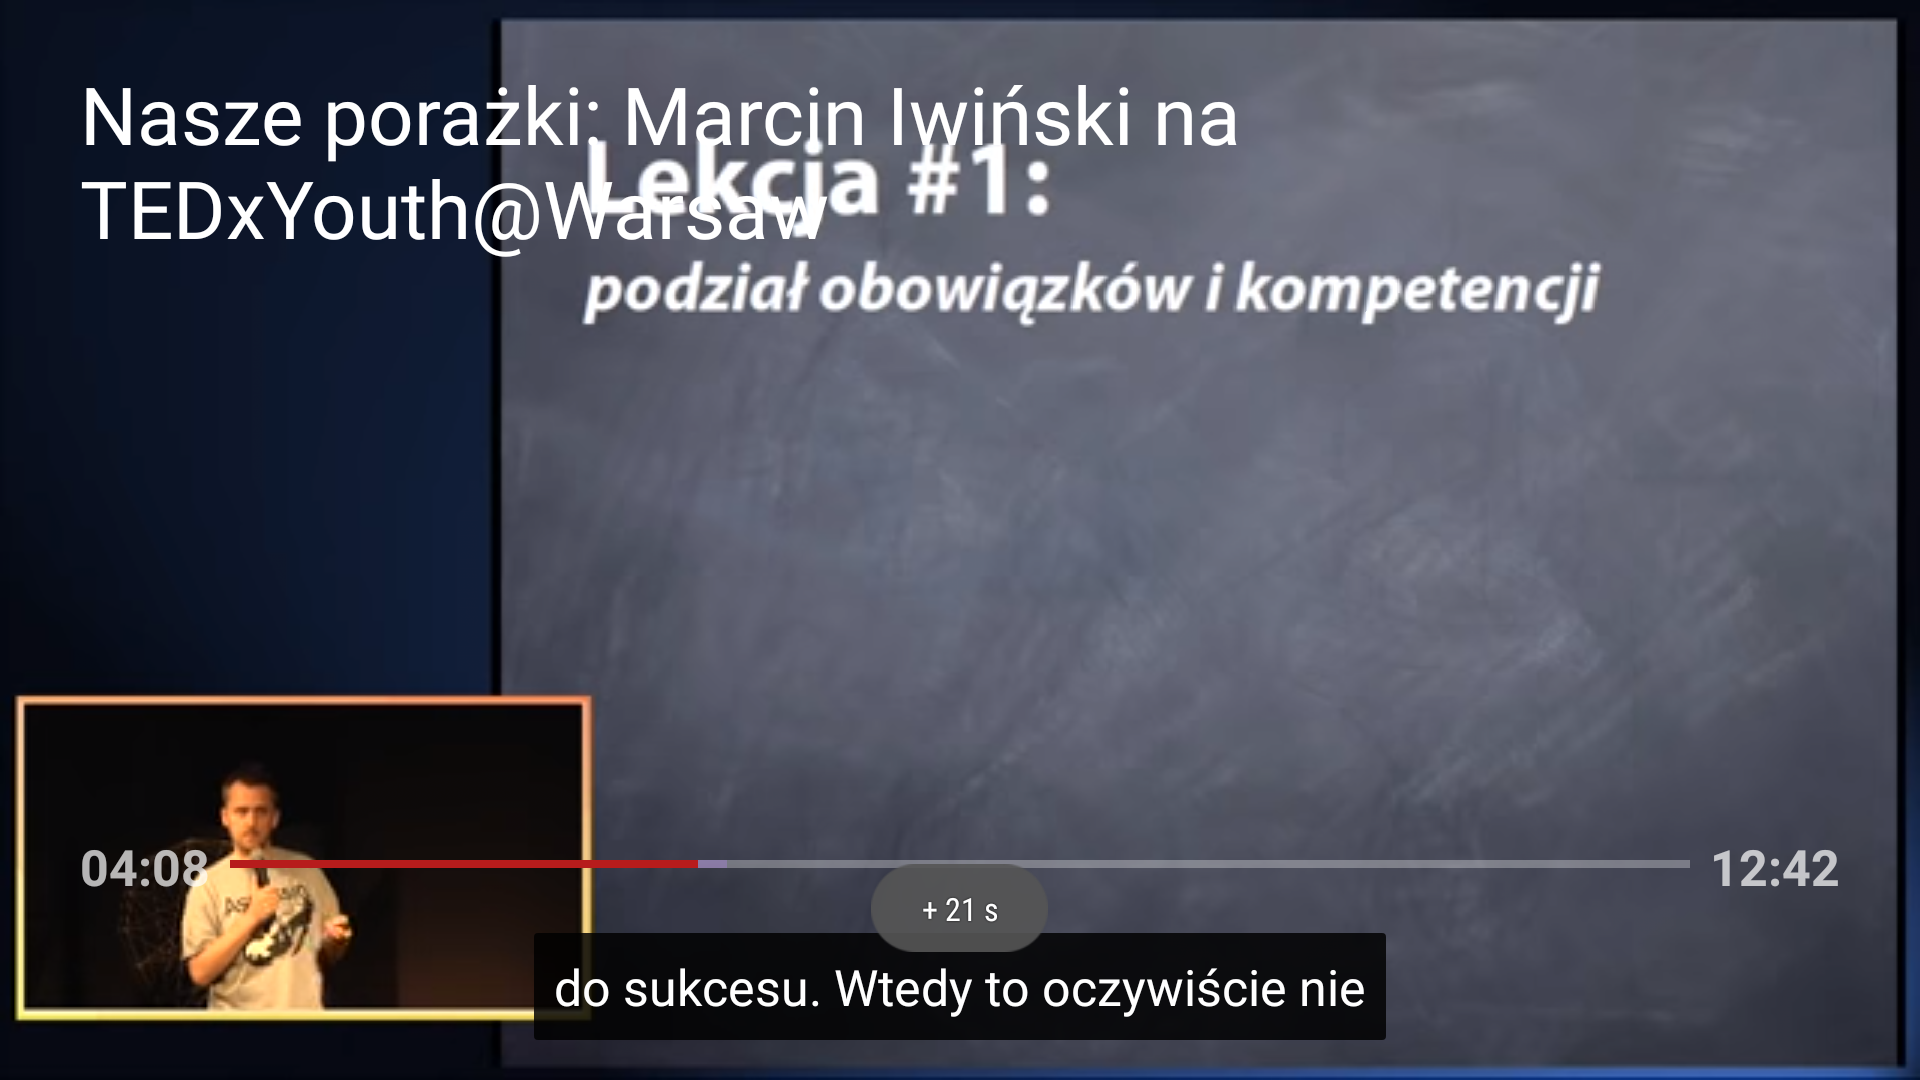 Nasze porażki: Marcin Iwiński na
TEDxYouth@Warsaw
Lekcja #1:
podział obowiązków i kompetencji
04:08
12:42
+ 21 s
do sukcesu. Wtedy to oczywiście nie